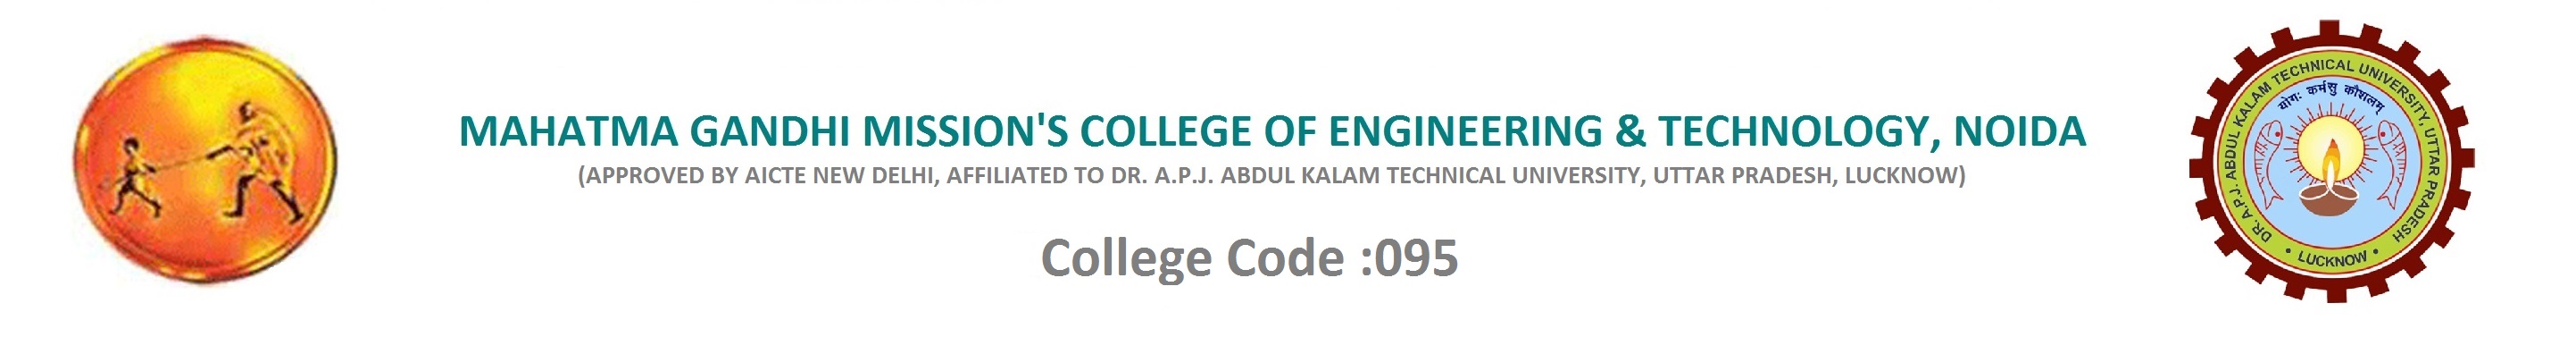 MAHATMA GANDHI MISSION'S COLLEGE OF ENGINEERING & TECHNOLOGY, NOIDA
(APPROVED BY AICTE NEW DELHI, AFFILIATED TO DR. A.P.J. ABDUL KALAM TECHNICAL UNIVERSITY, UTTAR PRADESH, LUCKNOW)
College Code :095
DR. A.P.J. ABDUL KALAM TECHNICAL UNIVERSITY, UTTAR PRADESH
योगः कर्मसु कौशलम्
• LUCKNOW •